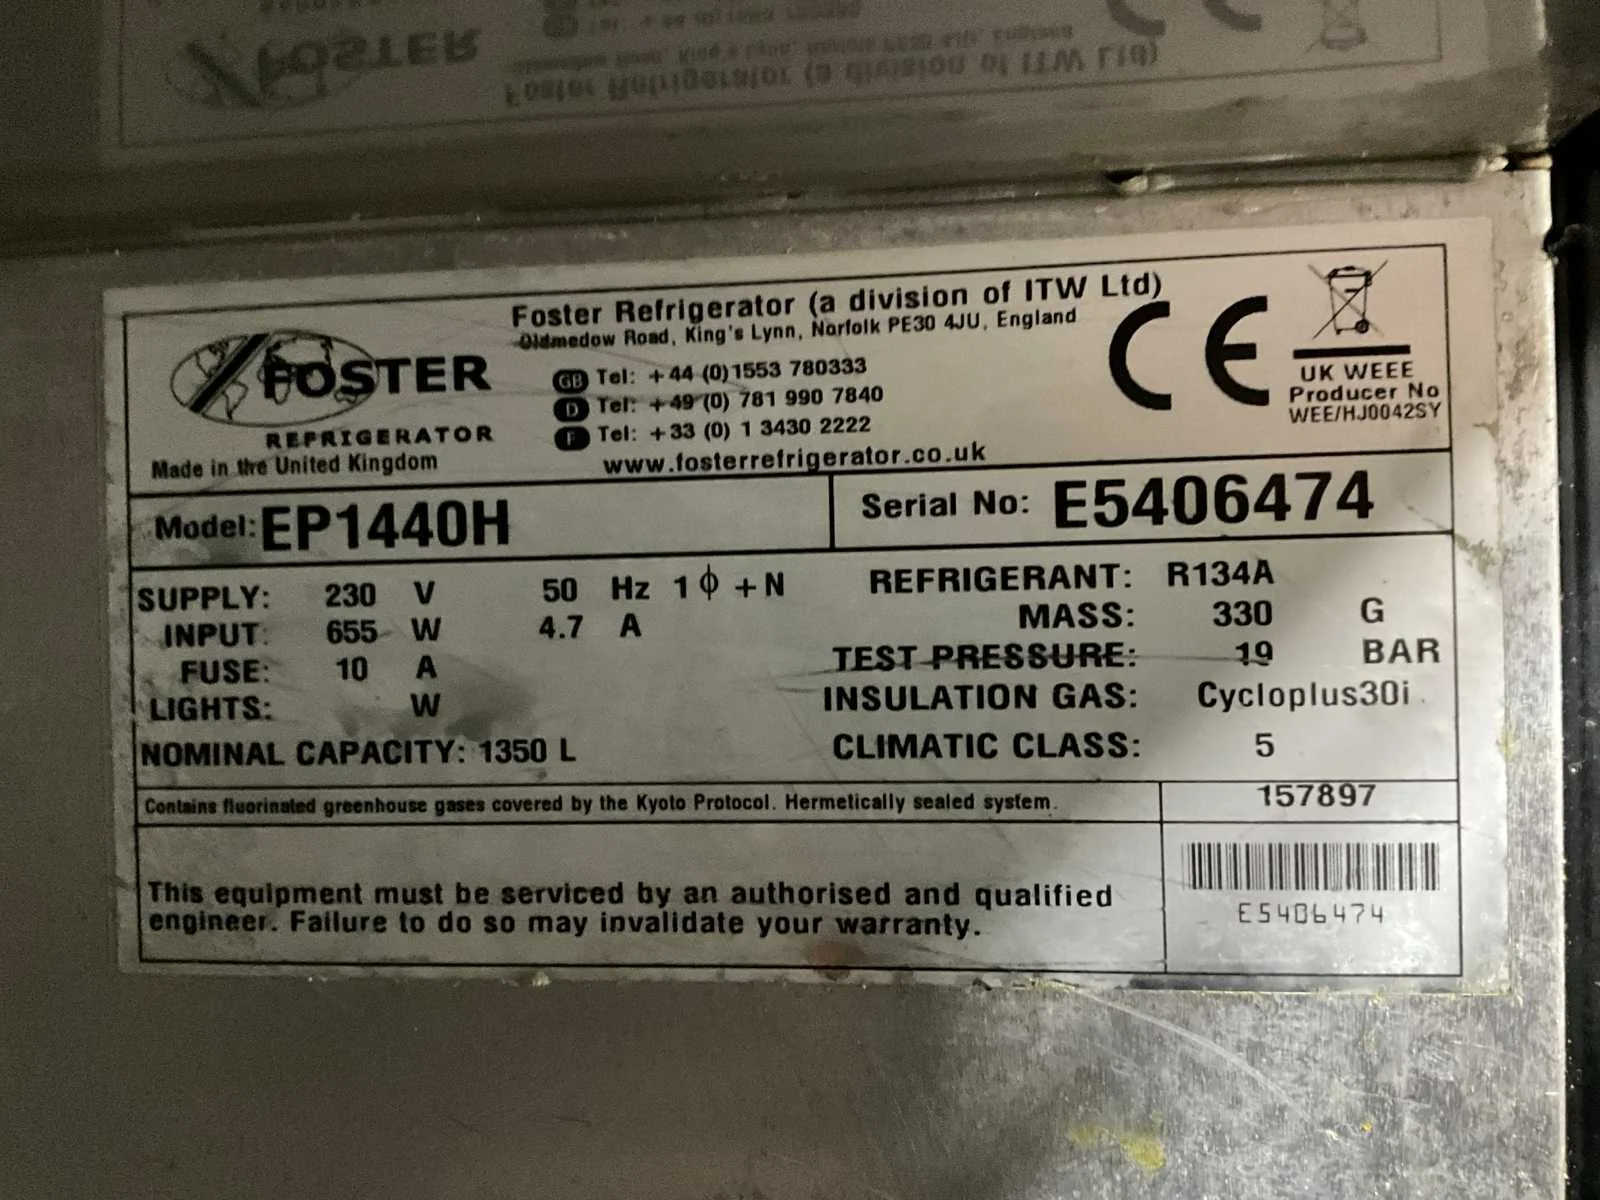 Foster Refrigerator (a division of ITW Ltd)
Oldmedow Road, King's Lynn, Norfolk PE30 4JU, England
FOSTER
REFRIGERATOR
Made in the United Kingdom
GB Tel: +44 (0)1553 780333
D Tel: +49 (0) 781 990 7840
F Tel: +33 (0) 1 3430 2222
www.fosterrefrigerator.co.uk
CE
UK WEEE
Producer No
WEE/HJ0042SY
Model: EP1440H
Serial No: E5406474
SUPPLY: 230 V 50 Hz 1 ϕ + N
INPUT: 655 W 4.7 A
FUSE: 10 A
LIGHTS: W
NOMINAL CAPACITY: 1350 L
REFRIGERANT: R134A
MASS: 330 G
TEST PRESSURE: 19 BAR
INSULATION GAS: Cycloplus30i
CLIMATIC CLASS: 5
Contains fluorinated greenhouse gases covered by the Kyoto Protocol. Hermetically sealed system.
157897
This equipment must be serviced by an authorised and qualified
engineer. Failure to do so may invalidate your warranty.
E5406474